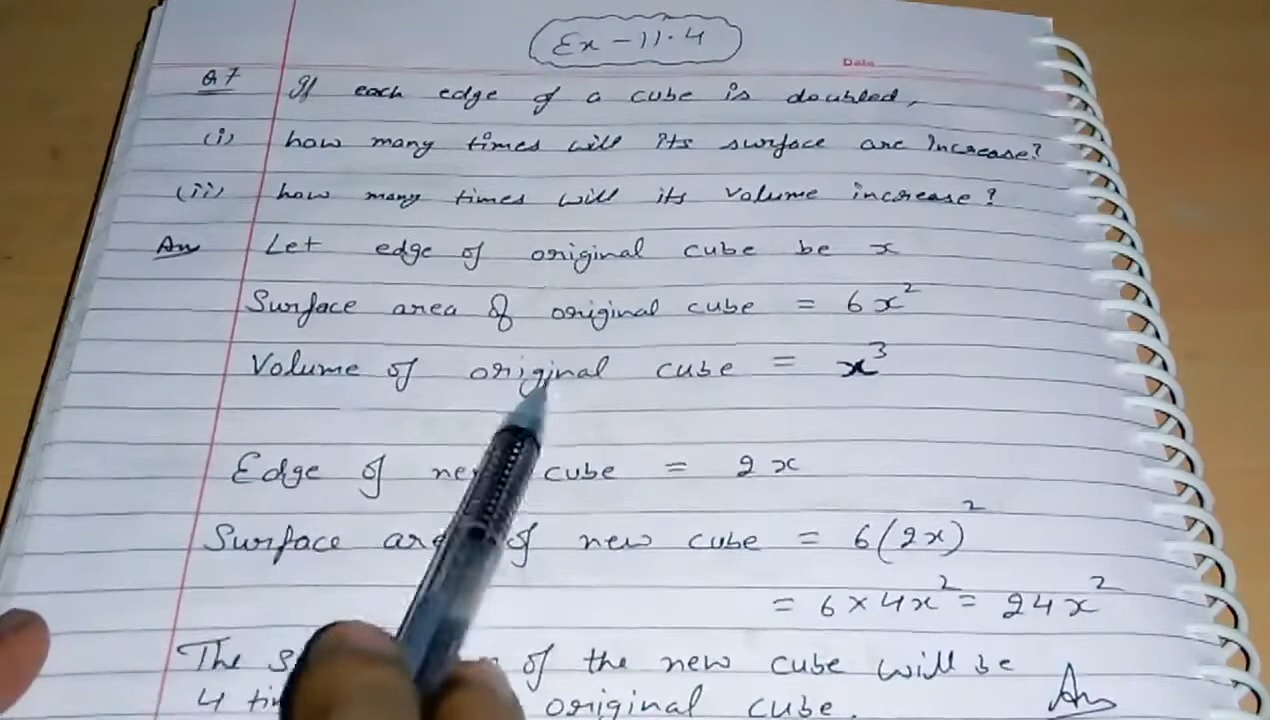 Ex - 11.4
Date
Q7 If each edge of a cube is doubled,
(i) how many times will its surface are Increase?
(ii) how many times will its volume increase?
Ans Let edge of original cube be x
Surface area of original cube = 6x²
Volume of original cube = x³
Edge of cube = 2x
Surface of new cube = 6(2x)²
= 6 × 4x² = 24x²
The of the new cube will be
4 original cube. Ans